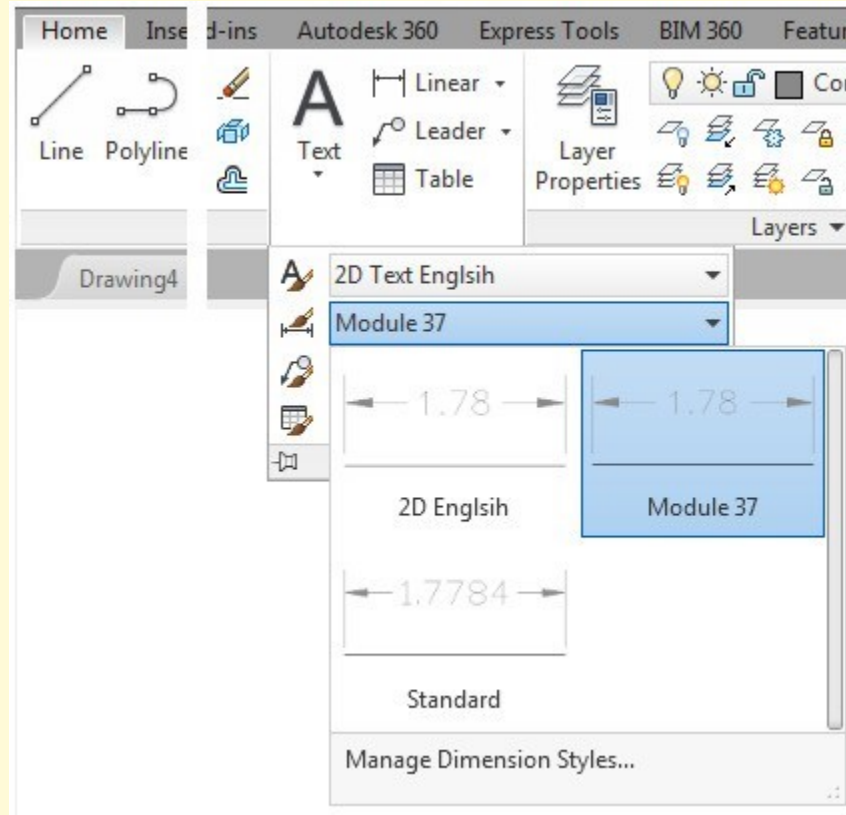 Home Inse d-ins Autodesk 360 Express Tools BIM 360 Featur
Line Polyline
Text
Linear
Leader
Table
Layer
Properties
Co
Layers
Drawing4
2D Text Englsih
Module 37
1.78
2D Englsih
1.78
Module 37
1.7784
Standard
Manage Dimension Styles...